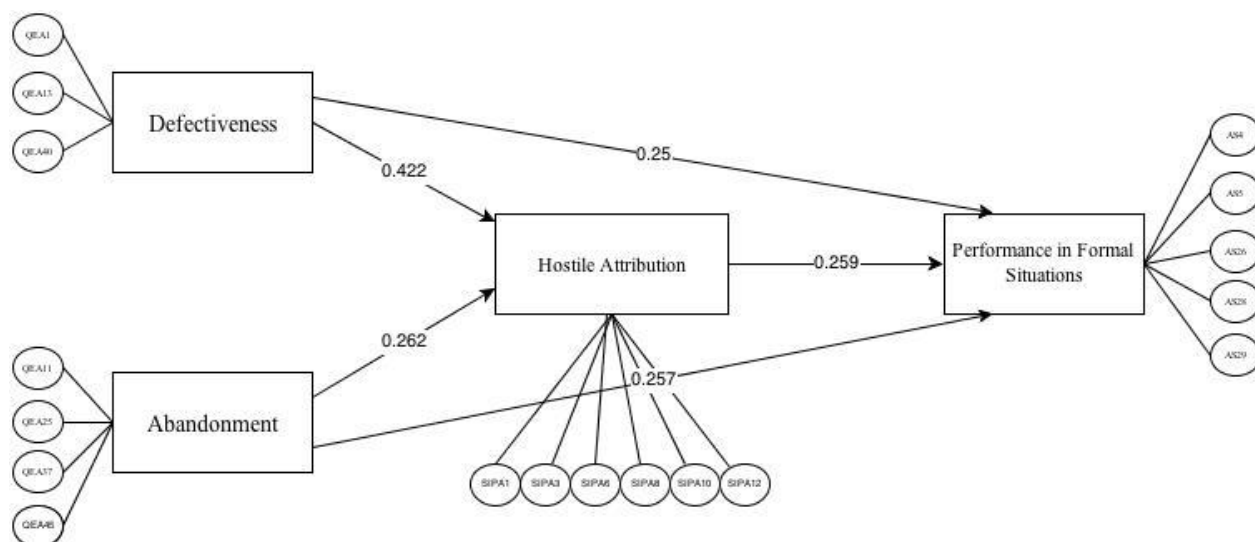 QEA1
QEA13
QEA40
Defectiveness
0.25
0.422
AS4
AS5
AS26
AS28
AS29
Hostile Attribution
0.259
Performance in Formal
Situations
0.262
0.257
QEA11
QEA25
QEA37
QEA46
Abandonment
SIPA1
SIPA3
SIPA6
SIPA8
SIPA10
SIPA12